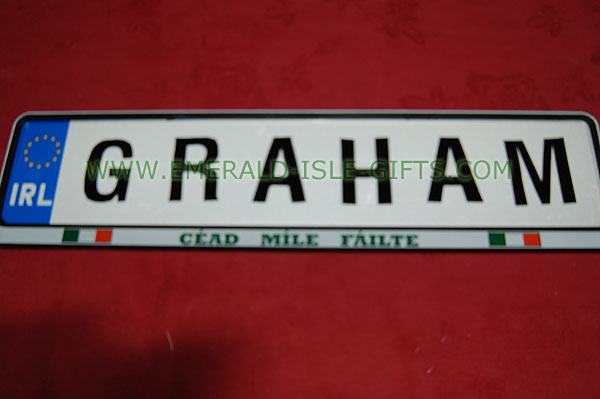 GRAHAM
WWW.EMERALD-ISLE-GIFTS.COM
IRL
CÉAD MÍLE FÁILTE